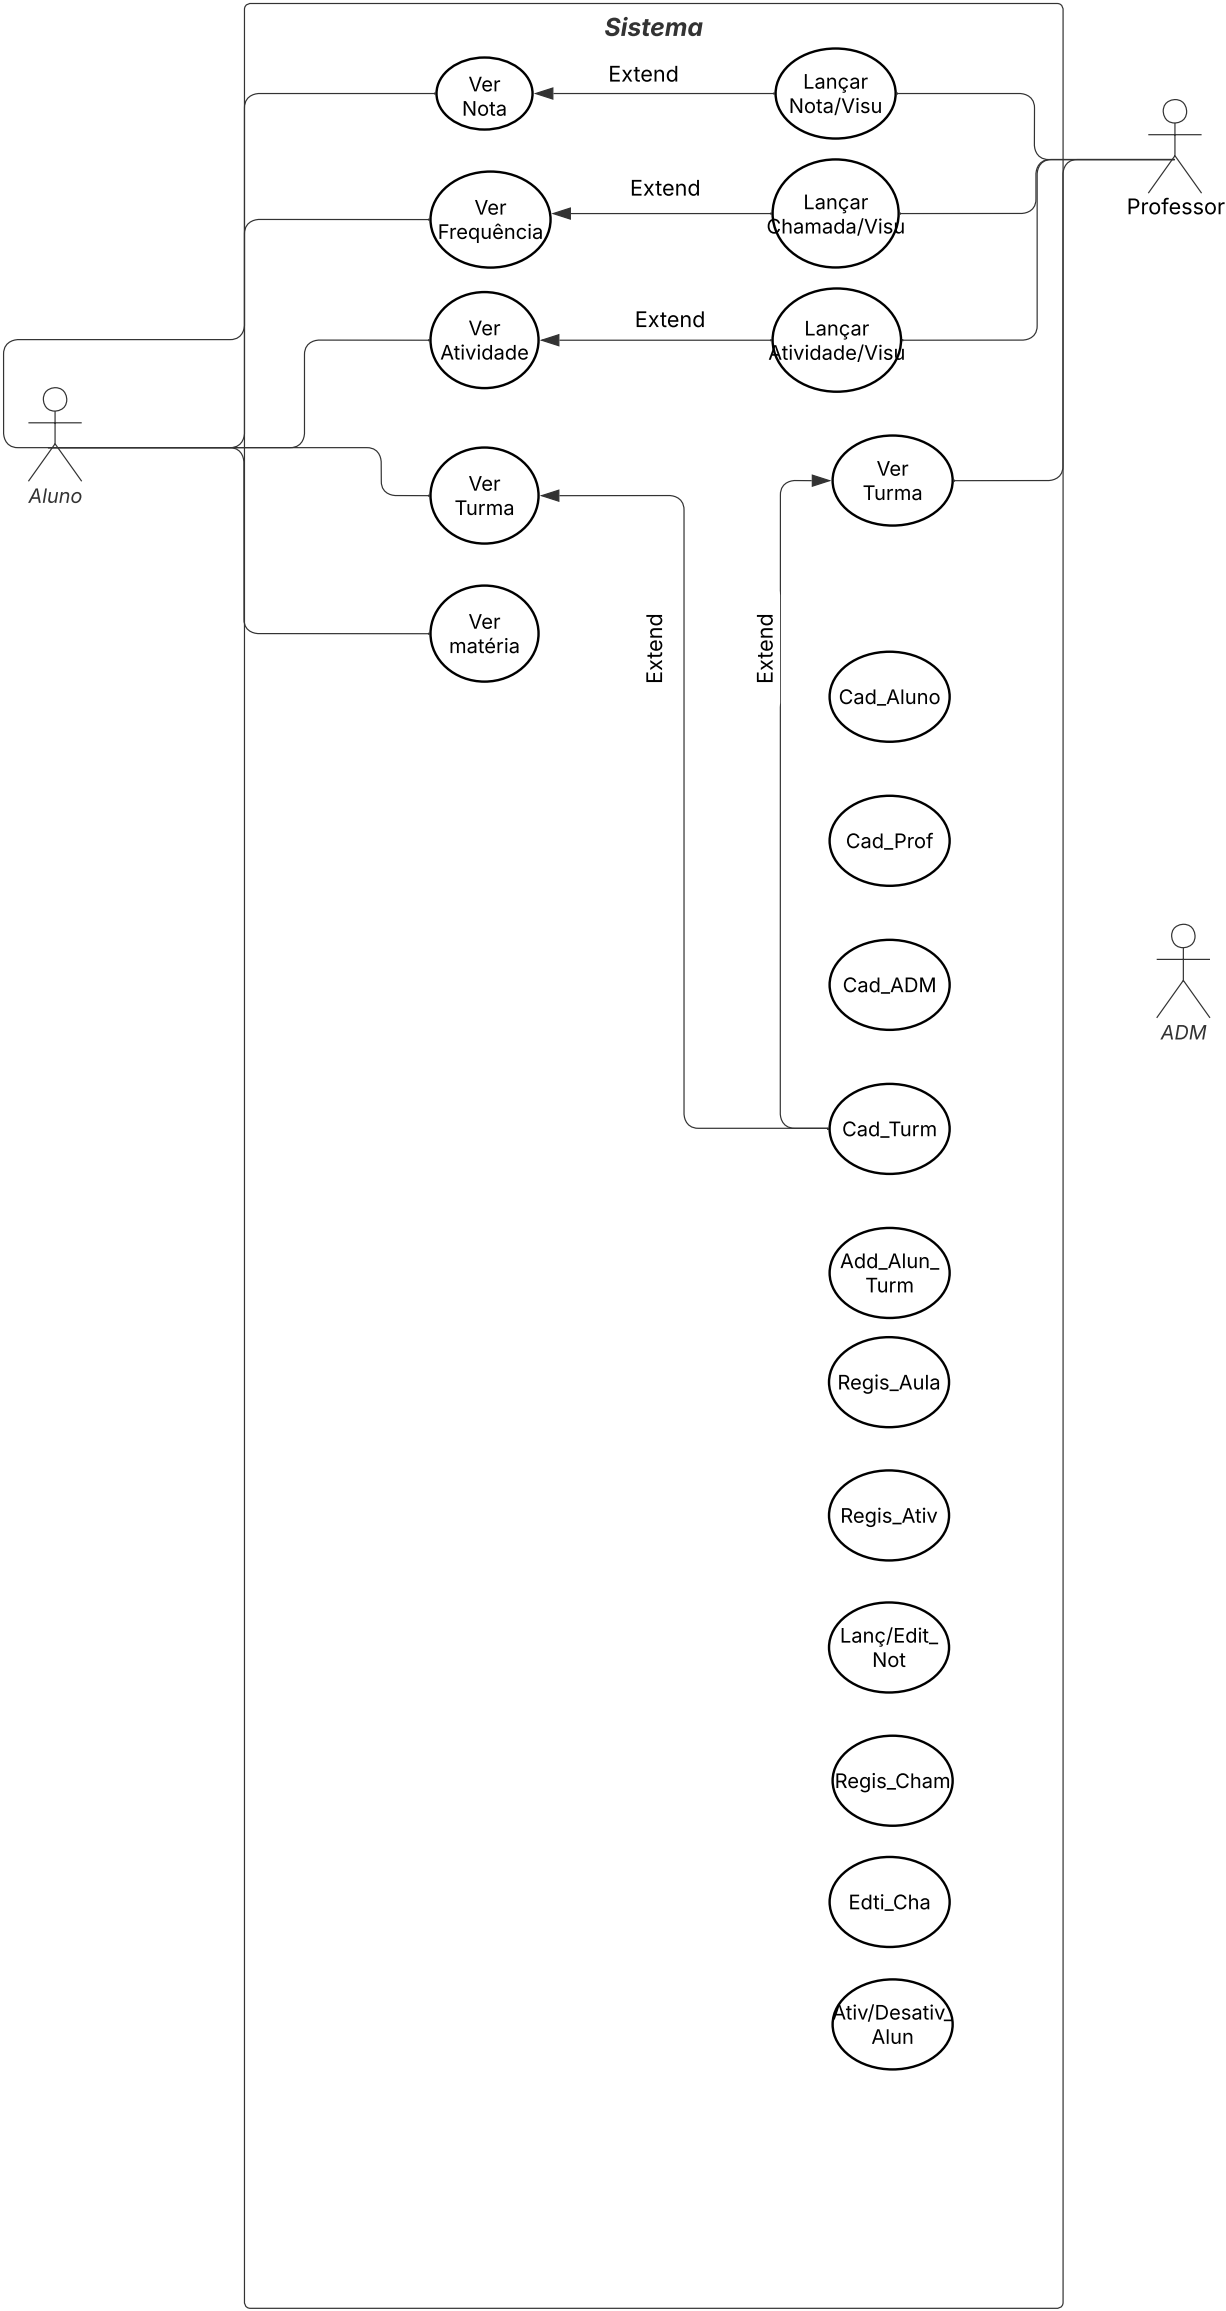 Sistema
Ver
Nota
Extend
Lançar
Nota/Visu
Professor
Ver
Frequência
Extend
Lançar
Chamada/Visu
Ver
Atividade
Extend
Lançar
Atividade/Visu
Aluno
Ver
Turma
Ver
Turma
Ver
matéria
Extend
Extend
Cad_Aluno
Cad_Prof
Cad_ADM
ADM
Cad_Turm
Add_Alun_
Turm
Regis_Aula
Regis_Ativ
Lanç/Edit_
Not
Regis_Cham
Edti_Cha
Ativ/Desativ_
Alun